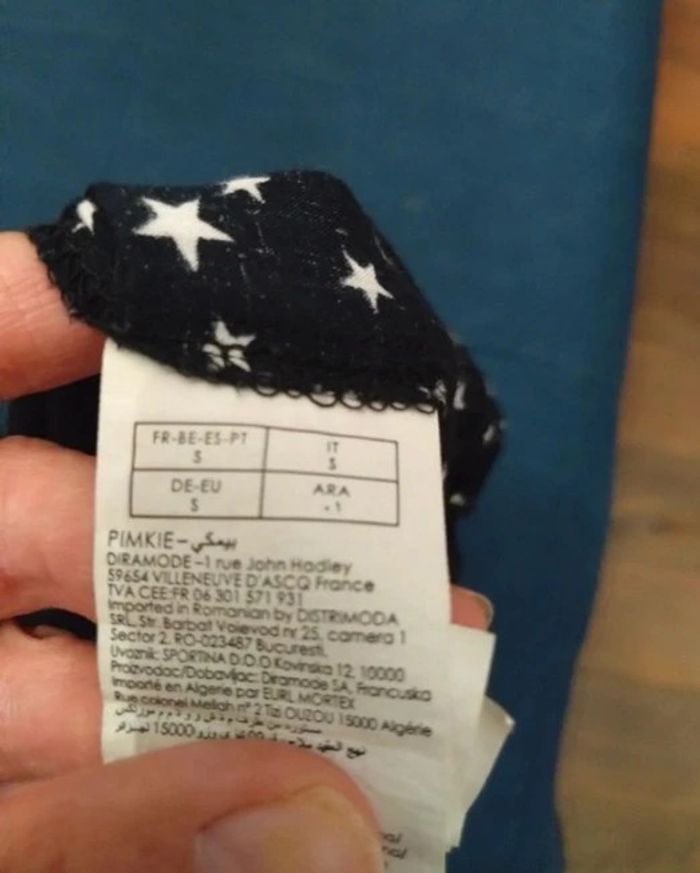 FR-BE-ES-PT
S
IT
S
DE-EU
S
ARA
PIMKIE-بيمكي
DIRAMODE-1 rue John Hadley
59654 VILLENEUVE D'ASCQ France
TVA CEE:FR 06 301 571 931
Imported in Romanian by DISTRIMODA
SRL, Str. Barbat Voievod nr 25, camera 1
Sector 2, RO-023487 Bucuresti.
Uvoznik: SPORTINA D.O.O Kovinska 12, 10000
Proizvodac/Dobavljac: Diramode SA, Francuska
Importé en Algerie par EURL MORTEX
Rue colonel Mellah n° 2 Tizi OUZOU 15000 Algérie
15000